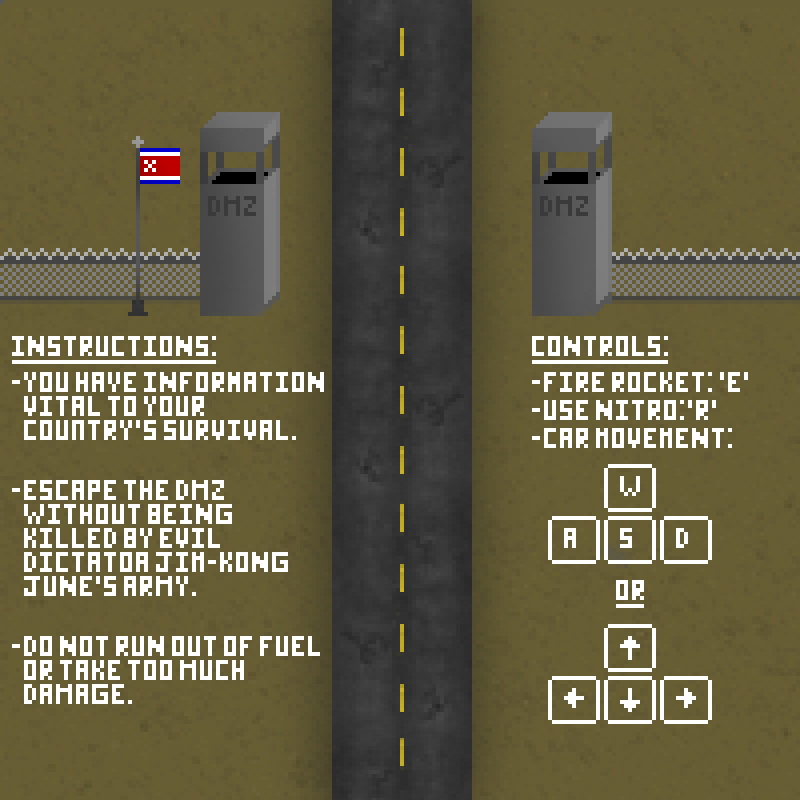 DMZ
DMZ
INSTRUCTIONS:
-YOU HAVE INFORMATION
VITAL TO YOUR
COUNTRY'S SURVIVAL.
-ESCAPE THE DMZ
WITHOUT BEING
KILLED BY EVIL
DICTATOR JIM-KONG
JUNE'S ARMY.
-DO NOT RUN OUT OF FUEL
OR TAKE TOO MUCH
DAMAGE.
CONTROLS:
-FIRE ROCKET: 'E'
-USE NITRO:'R'
-CAR MOVEMENT:
W
A S D
OR
↑
← ↓ →